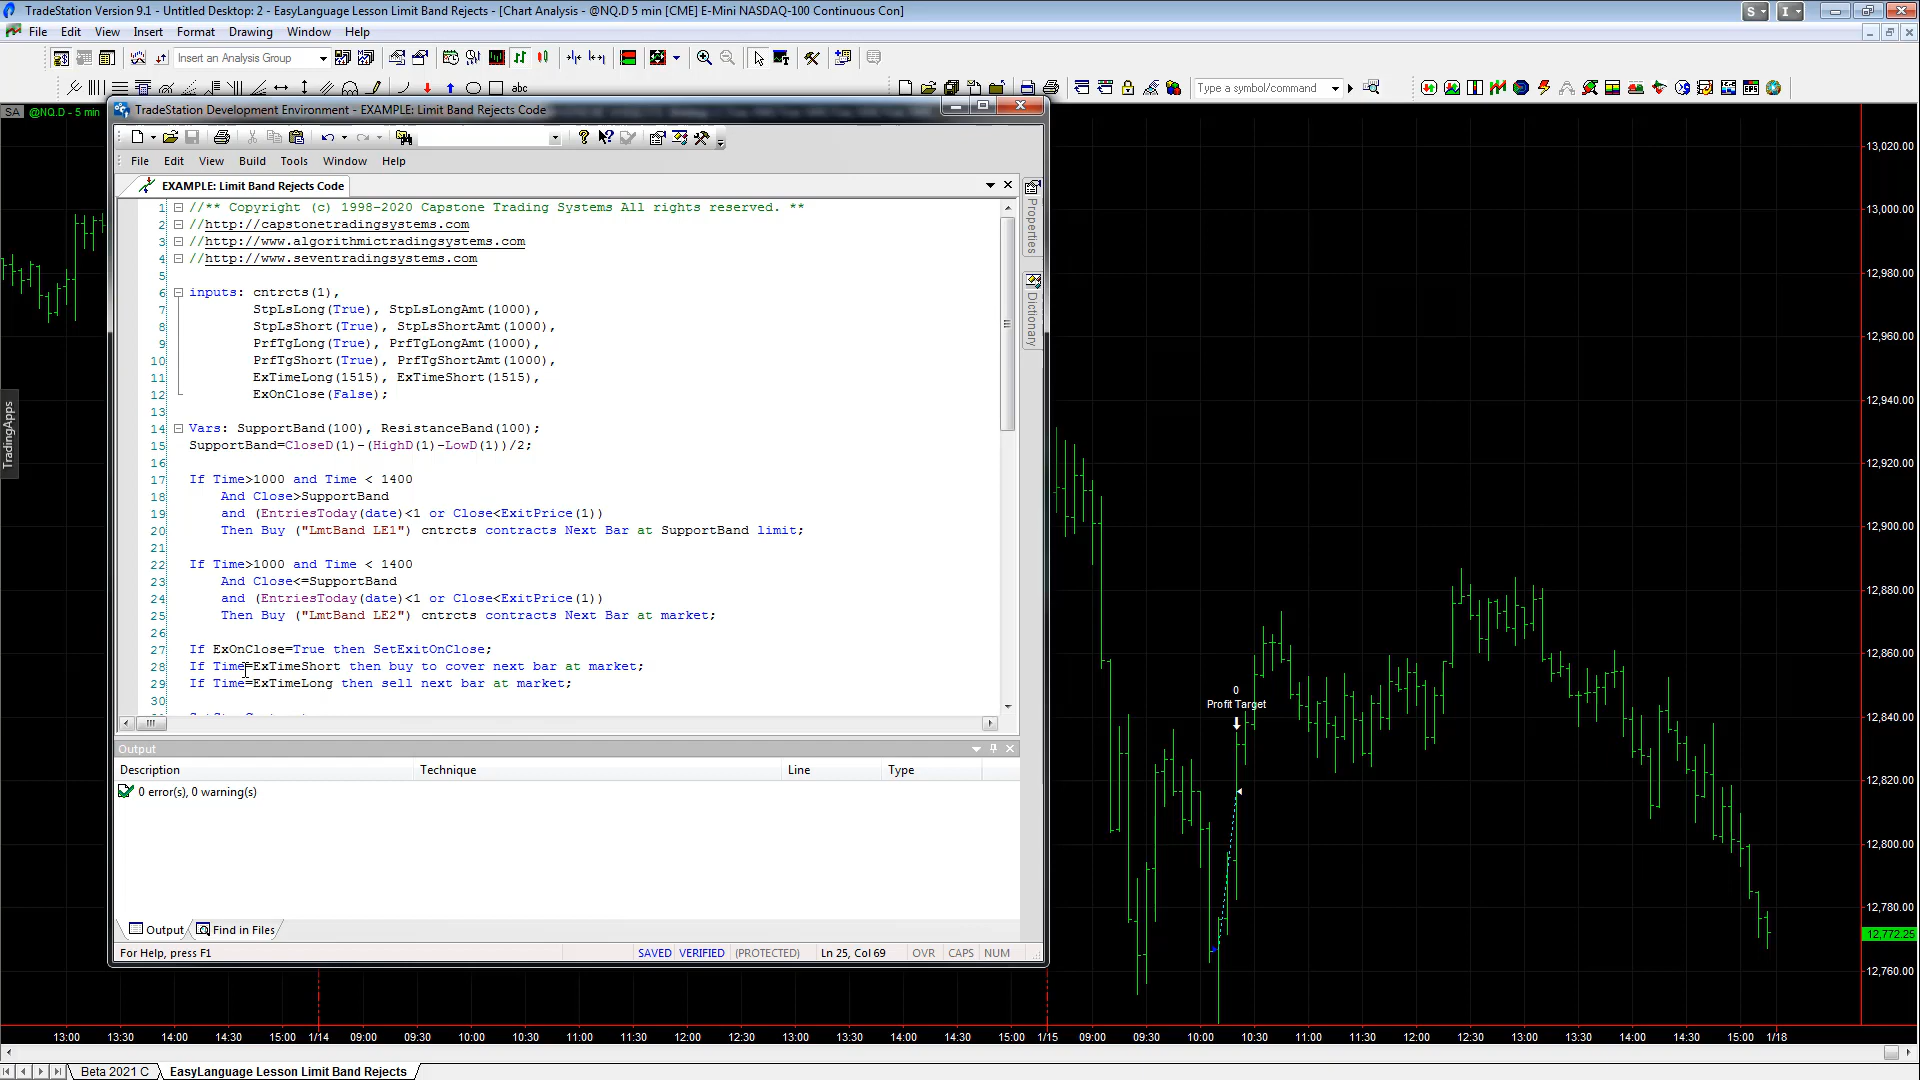 TradeStation Version 9.1 - Untitled Desktop: 2 - EasyLanguage Lesson Limit Band Rejects - [Chart Analysis - @NQ.D 5 min [CME] E-Mini NASDAQ-100 Continuous Con]
File Edit View Insert Format Drawing Window Help
Insert an Analysis Group
abc
Type a symbol/command
SA @NQ.D - 5 min
TradeStation Development Environment - EXAMPLE: Limit Band Rejects Code
File Edit View Build Tools Window Help
EXAMPLE: Limit Band Rejects Code
Properties
Dictionary
TradingApps
1 //** Copyright (c) 1998-2020 Capstone Trading Systems All rights reserved. **
2 //http://capstonetradingsystems.com
3 //http://www.algorithmictradingsystems.com
4 //http://www.seventradingsystems.com
5
6 inputs: cntrcts(1),
7 StpLsLong(True), StpLsLongAmt(1000),
8 StpLsShort(True), StpLsShortAmt(1000),
9 PrfTgLong(True), PrfTgLongAmt(1000),
10 PrfTgShort(True), PrfTgShortAmt(1000),
11 ExTimeLong(1515), ExTimeShort(1515),
12 ExOnClose(False);
13
14 Vars: SupportBand(100), ResistanceBand(100);
15 SupportBand=CloseD(1)-(HighD(1)-LowD(1))/2;
16
17 If Time>1000 and Time < 1400
18 And Close>SupportBand
19 and (EntriesToday(date)<1 or Close<ExitPrice(1))
20 Then Buy ("LmtBand LE1") cntrcts contracts Next Bar at SupportBand limit;
21
22 If Time>1000 and Time < 1400
23 And Close<=SupportBand
24 and (EntriesToday(date)<1 or Close<ExitPrice(1))
25 Then Buy ("LmtBand LE2") cntrcts contracts Next Bar at market;
26
27 If ExOnClose=True then SetExitOnClose;
28 If Time=ExTimeShort then buy to cover next bar at market;
29 If Time=ExTimeLong then sell next bar at market;
30
Output
Description Technique Line Type
0 error(s), 0 warning(s)
Output Find in Files
For Help, press F1 SAVED VERIFIED (PROTECTED) Ln 25, Col 69 OVR CAPS NUM
0
Profit Target
13,020.00
13,000.00
12,980.00
12,960.00
12,940.00
12,920.00
12,900.00
12,880.00
12,860.00
12,840.00
12,820.00
12,800.00
12,780.00
12,772.25
12,760.00
13:00 13:30 14:00 14:30 15:00 1/14 09:00 09:30 10:00 10:30 11:00 11:30 12:00 12:30 13:00 13:30 14:00 14:30 15:00 1/15 09:00 09:30 10:00 10:30 11:00 11:30 12:00 12:30 13:00 13:30 14:00 14:30 15:00 1/18
Beta 2021 C EasyLanguage Lesson Limit Band Rejects